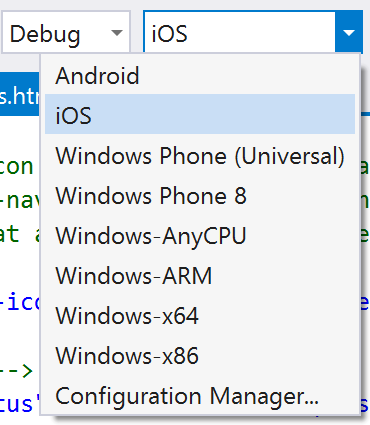 Debug
iOS
s.htm
Android
iOS
Windows Phone (Universal)
Windows Phone 8
Windows-AnyCPU
Windows-ARM
Windows-x64
Windows-x86
Configuration Manager...
con
-nav
at a
-ico
-->
tus"